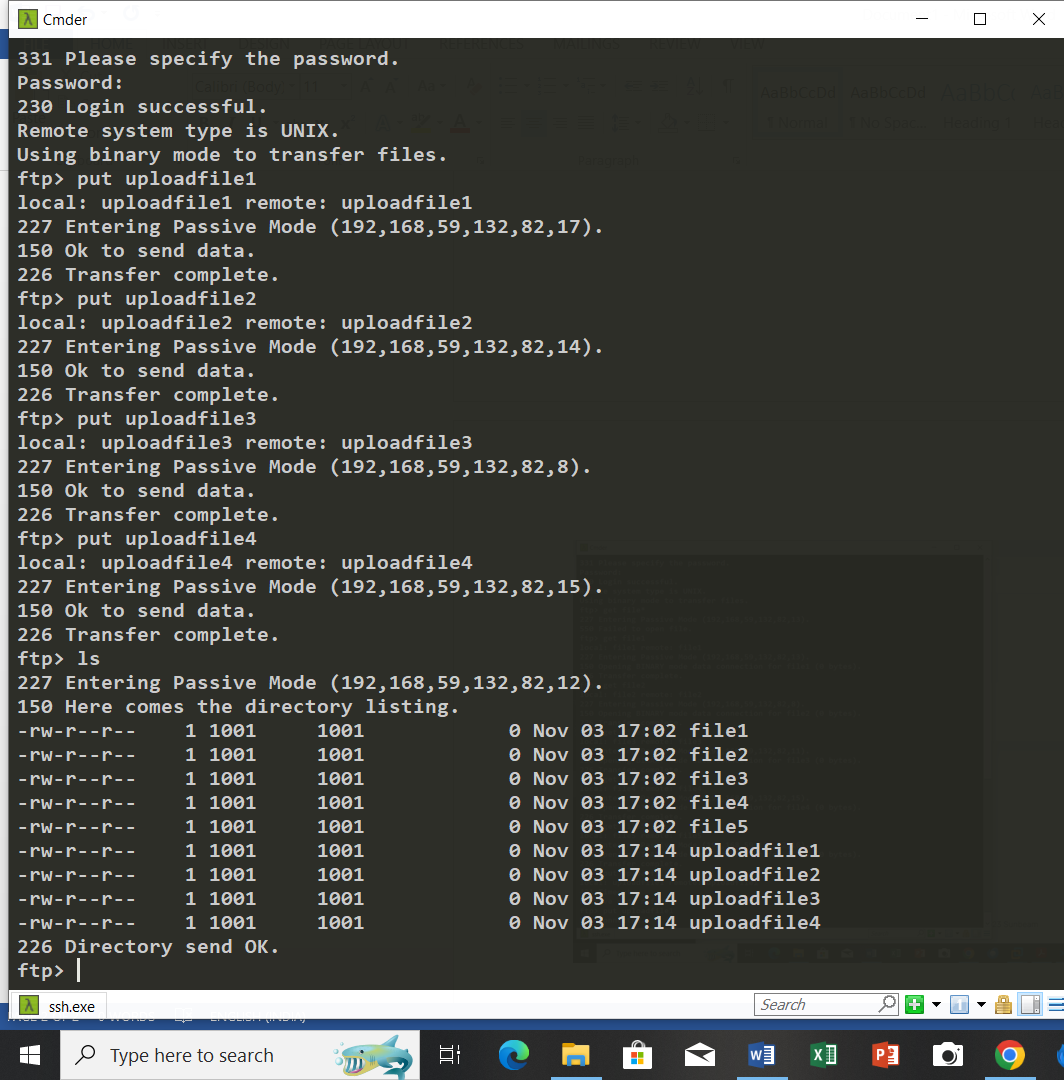 Cmder
331 Please specify the password.
Password:
230 Login successful.
Remote system type is UNIX.
Using binary mode to transfer files.
ftp> put uploadfile1
local: uploadfile1 remote: uploadfile1
227 Entering Passive Mode (192,168,59,132,82,17).
150 Ok to send data.
226 Transfer complete.
ftp> put uploadfile2
local: uploadfile2 remote: uploadfile2
227 Entering Passive Mode (192,168,59,132,82,14).
150 Ok to send data.
226 Transfer complete.
ftp> put uploadfile3
local: uploadfile3 remote: uploadfile3
227 Entering Passive Mode (192,168,59,132,82,8).
150 Ok to send data.
226 Transfer complete.
ftp> put uploadfile4
local: uploadfile4 remote: uploadfile4
227 Entering Passive Mode (192,168,59,132,82,15).
150 Ok to send data.
226 Transfer complete.
ftp> ls
227 Entering Passive Mode (192,168,59,132,82,12).
150 Here comes the directory listing.
-rw-r--r--    1 1001     1001            0 Nov 03 17:02 file1
-rw-r--r--    1 1001     1001            0 Nov 03 17:02 file2
-rw-r--r--    1 1001     1001            0 Nov 03 17:02 file3
-rw-r--r--    1 1001     1001            0 Nov 03 17:02 file4
-rw-r--r--    1 1001     1001            0 Nov 03 17:02 file5
-rw-r--r--    1 1001     1001            0 Nov 03 17:14 uploadfile1
-rw-r--r--    1 1001     1001            0 Nov 03 17:14 uploadfile2
-rw-r--r--    1 1001     1001            0 Nov 03 17:14 uploadfile3
-rw-r--r--    1 1001     1001            0 Nov 03 17:14 uploadfile4
226 Directory send OK.
ftp>
ssh.exe Search
Type here to search